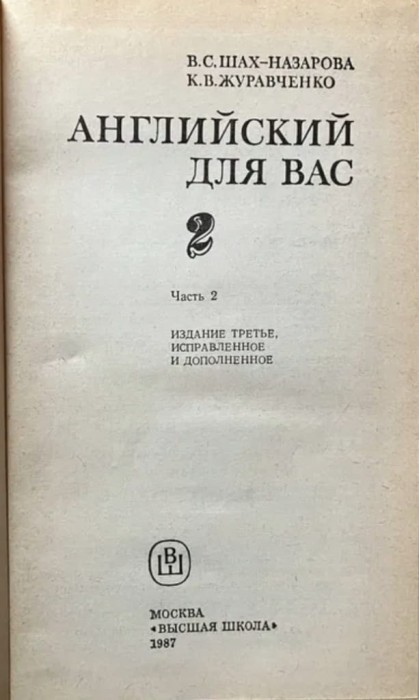 В.С.ШАХ-НАЗАРОВА
К.В.ЖУРАВЧЕНКО
АНГЛИЙСКИЙ
ДЛЯ ВАС
2
Часть 2
ИЗДАНИЕ ТРЕТЬЕ,
ИСПРАВЛЕННОЕ
И ДОПОЛНЕННОЕ
ВШ
МОСКВА
«ВЫСШАЯ ШКОЛА»
1987